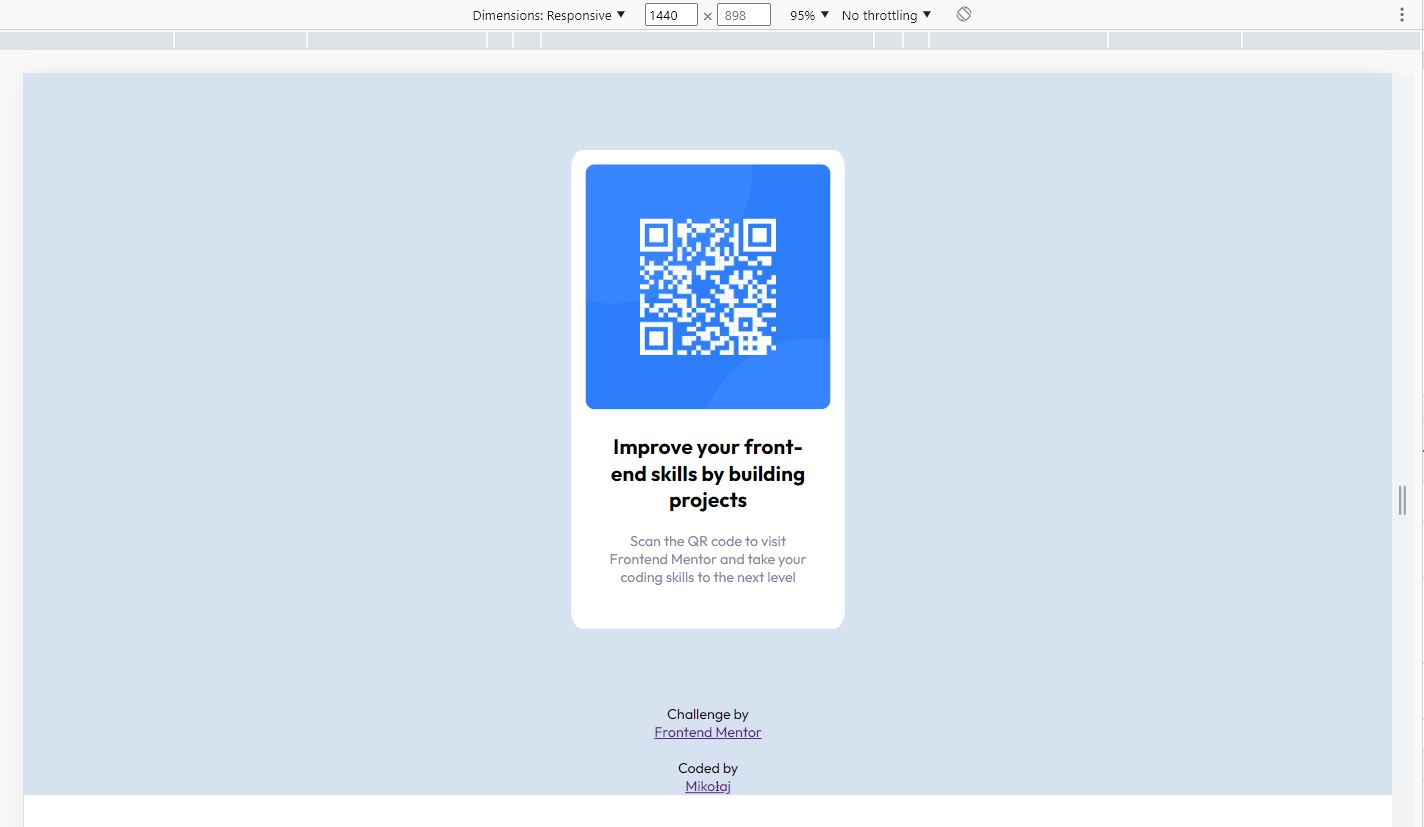 Dimensions: Responsive ▼ 1440 × 898 95% ▼ No throttling ▼
Improve your front-
end skills by building
projects
Scan the QR code to visit
Frontend Mentor and take your
coding skills to the next level
Challenge by
Frontend Mentor
Coded by
Mikołaj